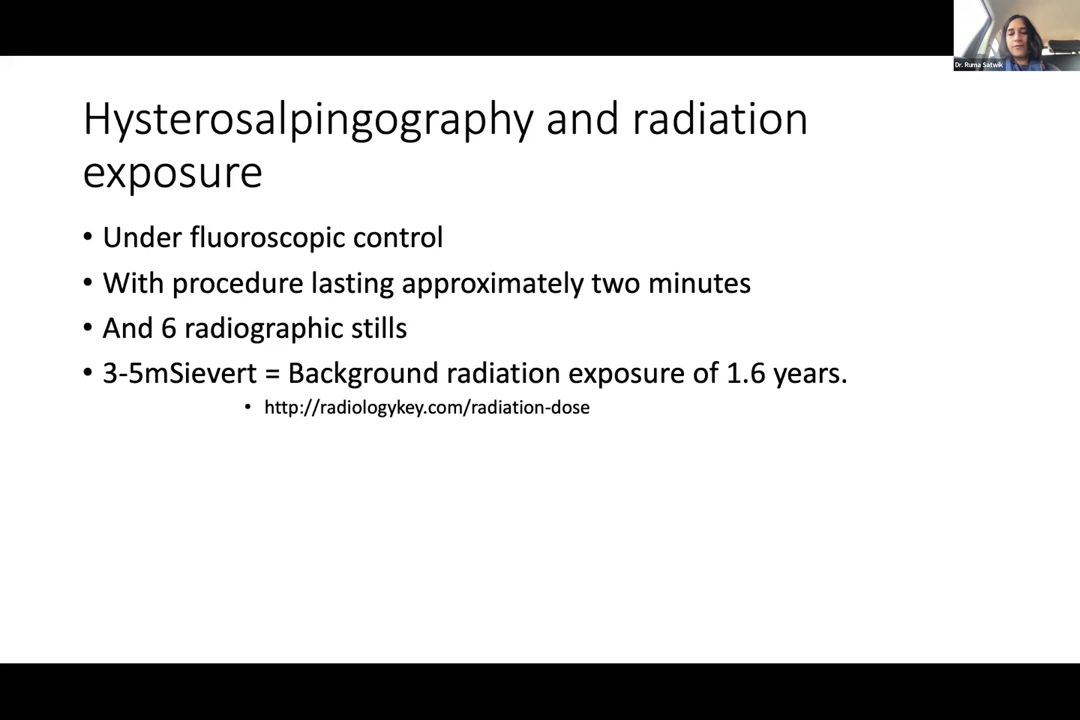 Dr. Ruma Satwik
Hysterosalpingography and radiation
exposure
• Under fluoroscopic control
• With procedure lasting approximately two minutes
• And 6 radiographic stills
• 3-5mSievert = Background radiation exposure of 1.6 years.
• http://radiologykey.com/radiation-dose